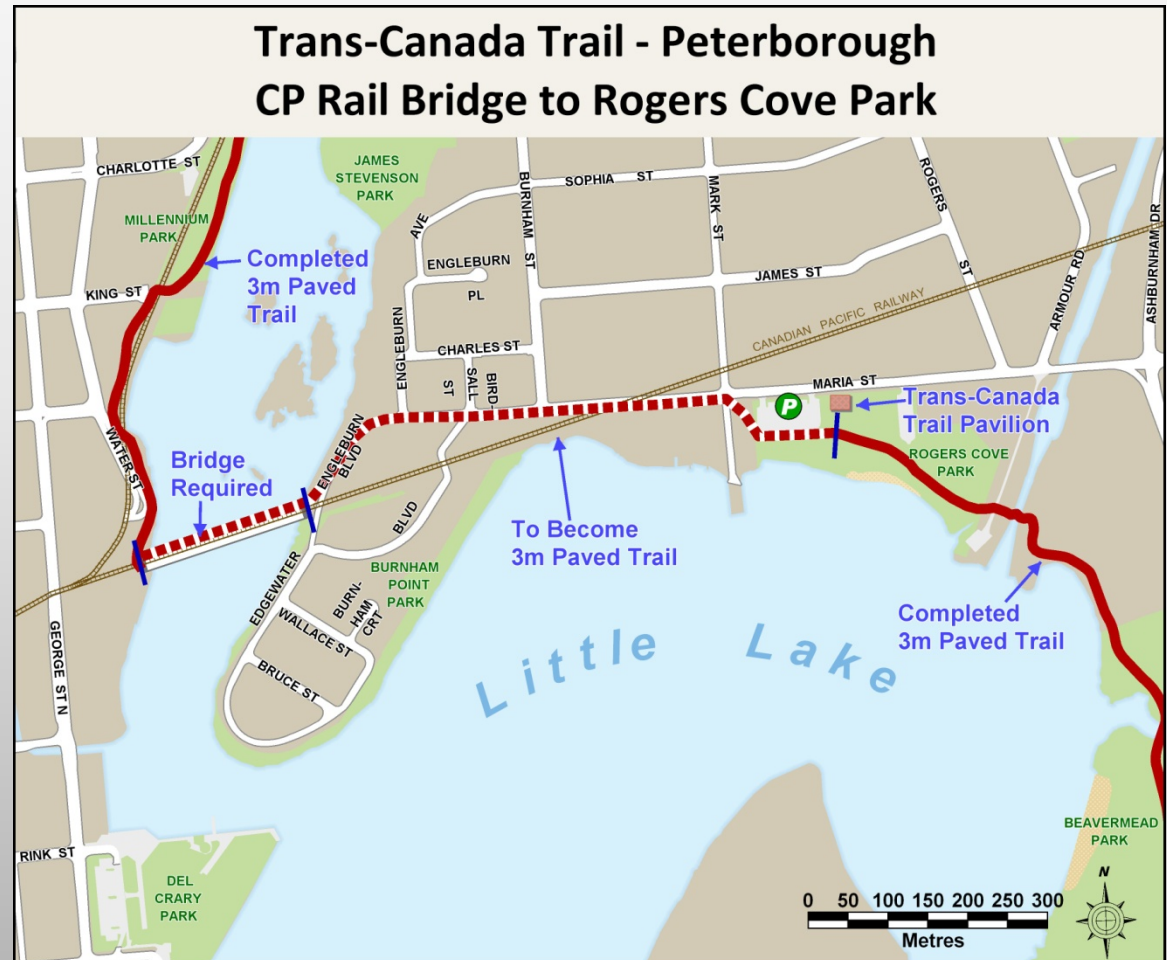 Trans-Canada Trail - Peterborough
CP Rail Bridge to Rogers Cove Park
CHARLOTTE ST
JAMES
STEVENSON
PARK
SOPHIA ST
BURNHAM ST
MARK ST
ROGERS ST
ARMOUR RD
ASHBURNHAM DR
MILLENNIUM
PARK
Completed
3m Paved
Trail
ENGLEBURN AVE
ENGLEBURN
PL
JAMES ST
KING ST
CANADIAN PACIFIC RAILWAY
CHARLES ST
BIRD-
SALL
ST
MARIA ST
P
Trans-Canada
Trail Pavilion
WATER ST
Bridge
Required
ENGLEBURN
BLVD
ROGERS COVE
PARK
BLVD
To Become
3m Paved Trail
EDGEWATER
BURNHAM
POINT
PARK
BURN-
HAM
CRT
WALLACE ST
BRUCE ST
GEORGE ST N
Completed
3m Paved Trail
Little Lake
BEAVERMEAD
PARK
RINK ST
DEL
CRARY
PARK
N
0 50 100 150 200 250 300
Metres